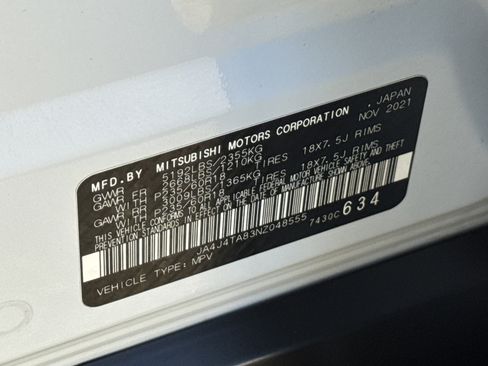 MFD.BY MITSUBISHI MOTORS CORPORATION, JAPAN
NOV 2021
GVWR 5192LBS/2355KG
GAWR FR 2668LBS/1210KG
WITH P235/60R18 TIRES 18X7.5J RIMS
GAWR RR 3009LBS/1365KG
WITH P235/60R18 TIRES 18X7.5J RIMS
THIS VEHICLE CONFORMS TO ALL APPLICABLE FEDERAL MOTOR VEHICLE SAFETY, BUMPER, AND THEFT
PREVENTION STANDARDS IN EFFECT ON THE DATE OF MANUFACTURE SHOWN ABOVE.
JA4J4TA83NZ048555
7430C 634
VEHICLE TYPE: MPV